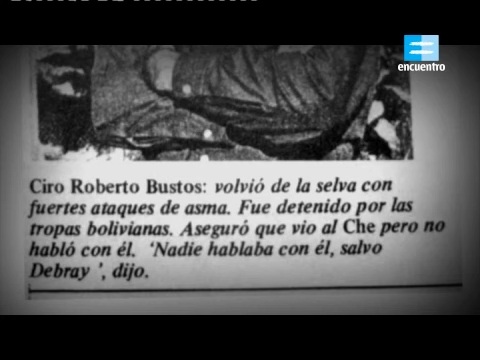 encuentro
Ciro Roberto Bustos: volvió de la selva con
fuertes ataques de asma. Fue detenido por las
tropas bolivianas. Aseguró que vio al Che pero no
habló con él. 'Nadie hablaba con él, salvo
Debray ', dijo.